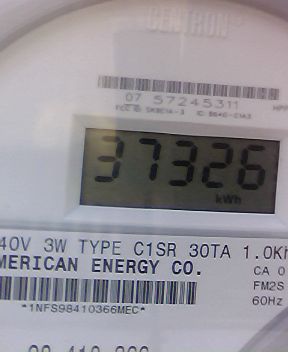 CENTRON
07 57245311
37326
kWh
40V 3W TYPE C1SR 30TA 1.0Kh
MERICAN ENERGY CO.
CA 0
FM2S
60Hz
*1NFS98410366MEC*